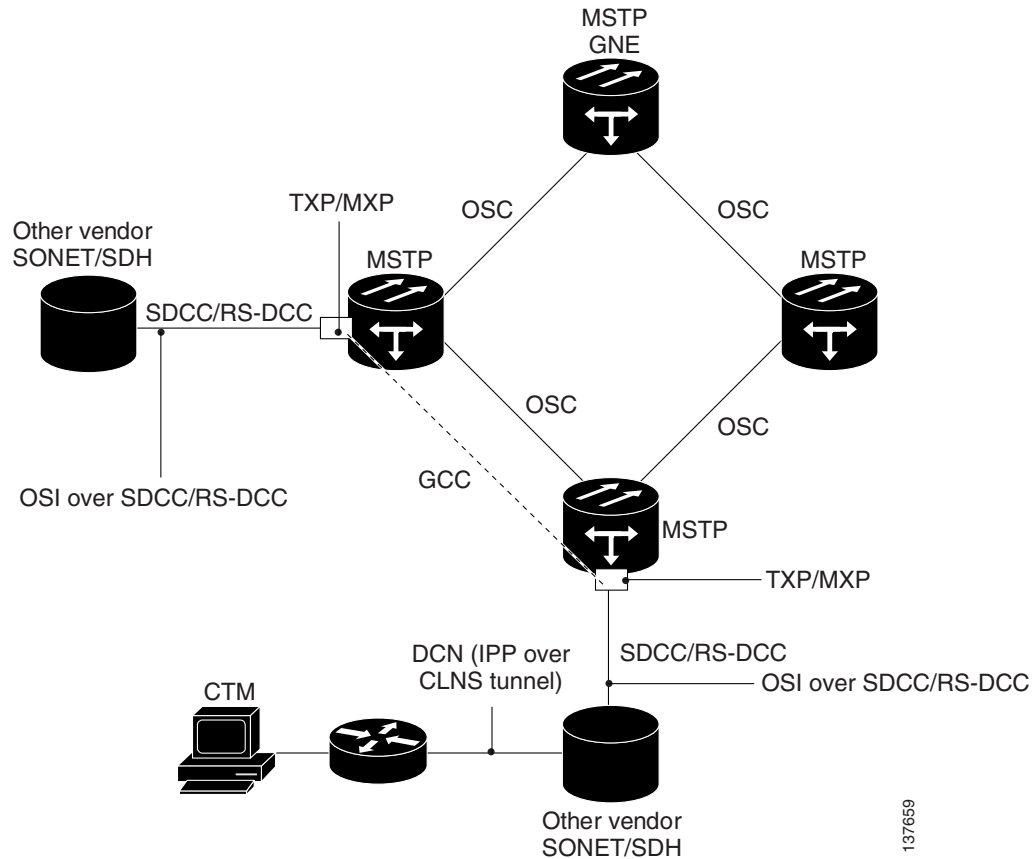 MSTP
GNE
TXP/MXP
OSC
OSC
Other vendor
SONET/SDH
MSTP
MSTP
SDCC/RS-DCC
OSC
OSC
GCC
OSI over SDCC/RS-DCC
MSTP
TXP/MXP
DCN (IPP over
CLNS tunnel)
SDCC/RS-DCC
OSI over SDCC/RS-DCC
CTM
Other vendor
SONET/SDH
137659